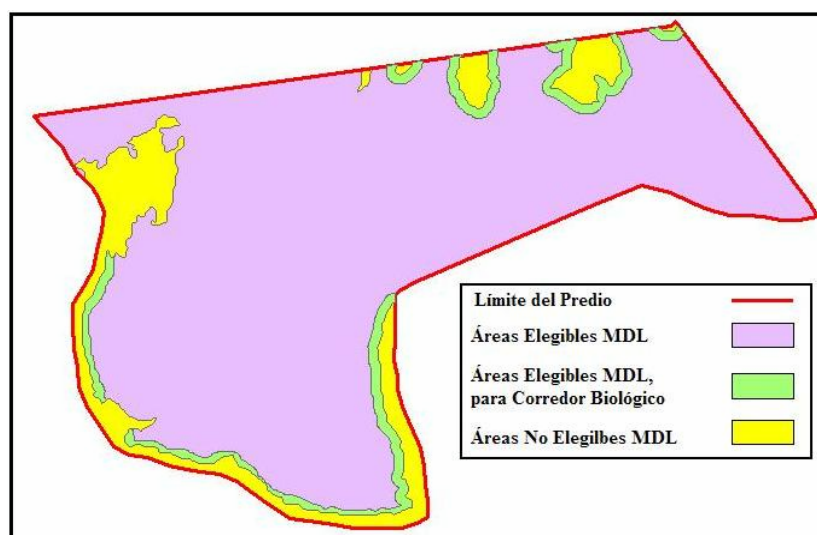 Límite del Predio
Áreas Elegibles MDL
Áreas Elegibles MDL,
para Corredor Biológico
Áreas No Elegilbes MDL